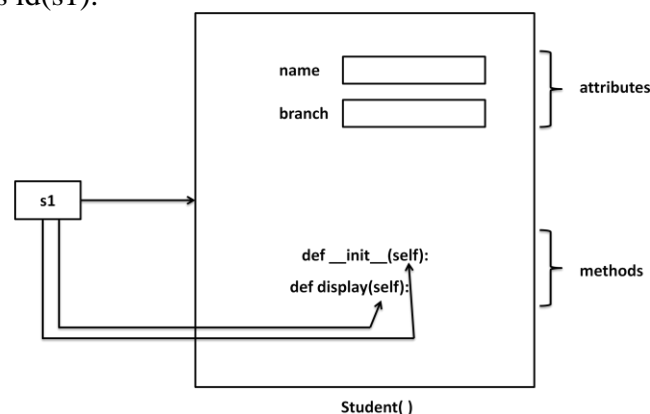 s id(s1).
name
attributes
branch
s1
def __init__(self):
methods
def display(self):
Student( )